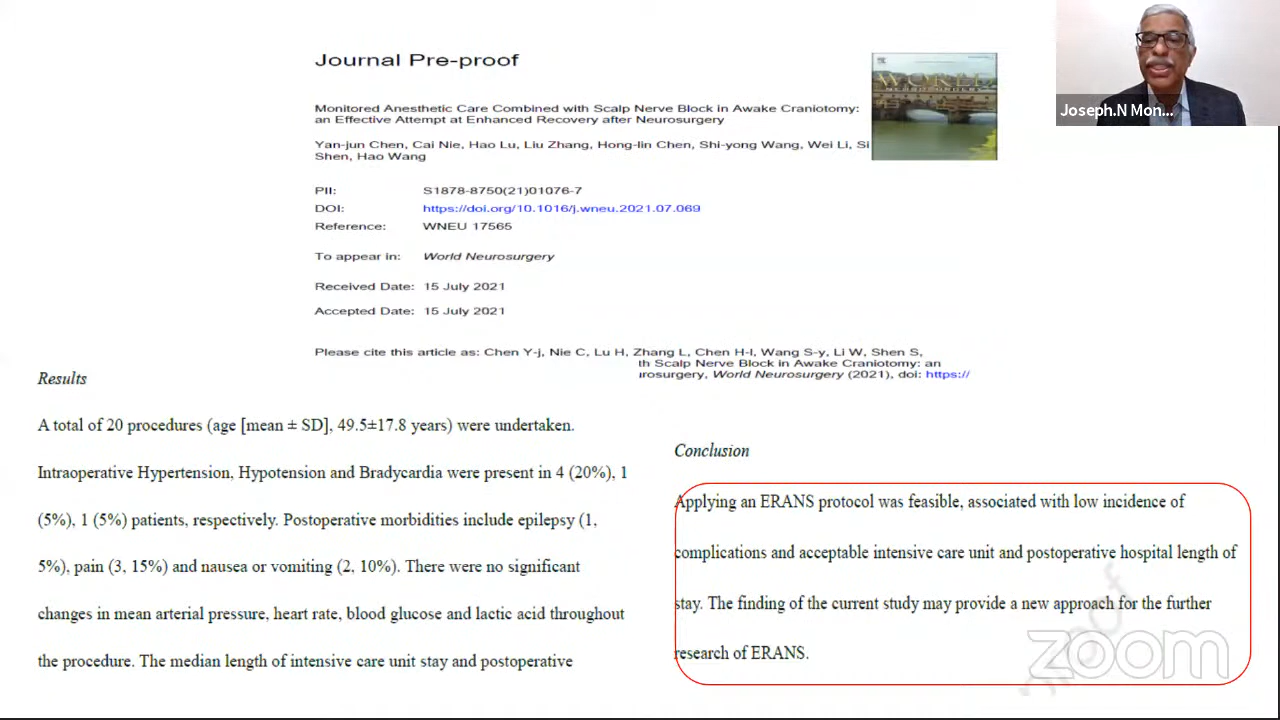 Journal Pre-proof
WORLD
NEUROSURGERY
Joseph.N Mon...
Monitored Anesthetic Care Combined with Scalp Nerve Block in Awake Craniotomy:
an Effective Attempt at Enhanced Recovery after Neurosurgery
Yan-jun Chen, Cai Nie, Hao Lu, Liu Zhang, Hong-lin Chen, Shi-yong Wang, Wei Li, Si
Shen, Hao Wang
PII: S1878-8750(21)01076-7
DOI: https://doi.org/10.1016/j.wneu.2021.07.069
Reference: WNEU 17565
To appear in: World Neurosurgery
Received Date: 15 July 2021
Accepted Date: 15 July 2021
Please cite this article as: Chen Y-j, Nie C, Lu H, Zhang L, Chen H-l, Wang S-y, Li W, Shen S,
th Scalp Nerve Block in Awake Craniotomy: an
urosurgery, World Neurosurgery (2021), doi: https://
Results
A total of 20 procedures (age [mean ± SD], 49.5±17.8 years) were undertaken.
Intraoperative Hypertension, Hypotension and Bradycardia were present in 4 (20%), 1
(5%), 1 (5%) patients, respectively. Postoperative morbidities include epilepsy (1,
5%), pain (3, 15%) and nausea or vomiting (2, 10%). There were no significant
changes in mean arterial pressure, heart rate, blood glucose and lactic acid throughout
the procedure. The median length of intensive care unit stay and postoperative
Conclusion
Applying an ERANS protocol was feasible, associated with low incidence of
complications and acceptable intensive care unit and postoperative hospital length of
stay. The finding of the current study may provide a new approach for the further
research of ERANS.
zoom